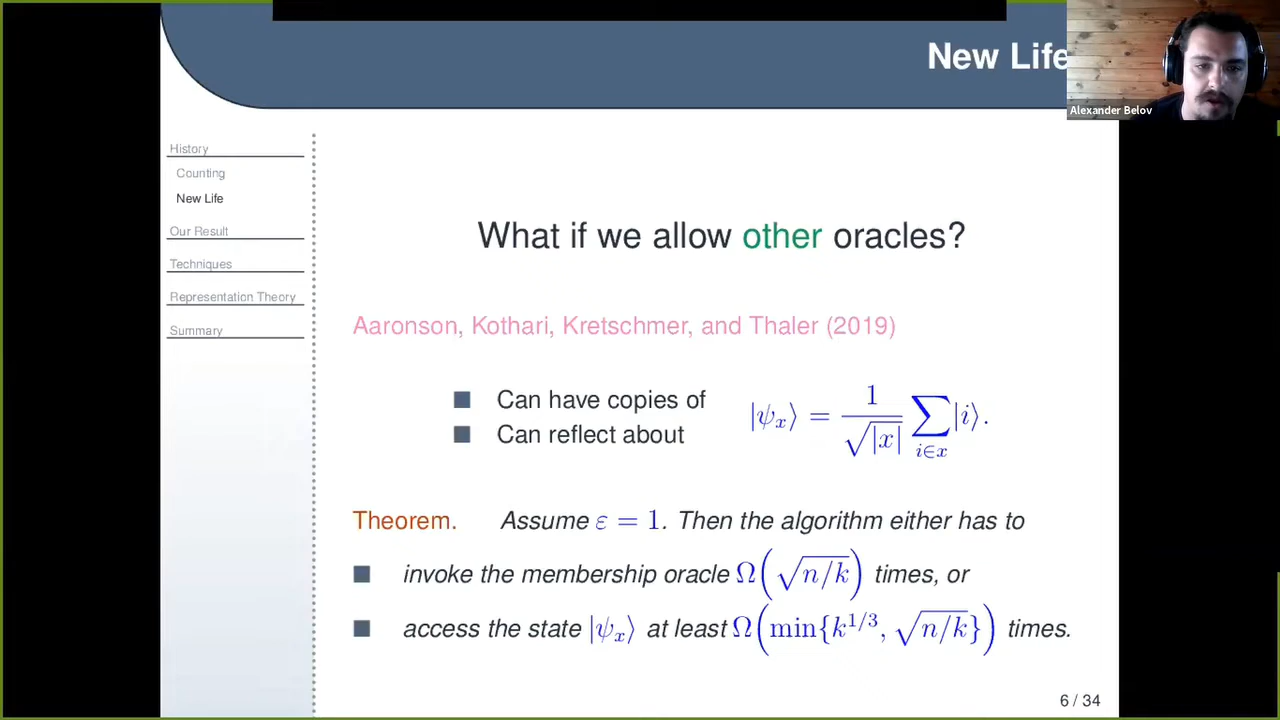 New Life
Alexander Belov
History
Counting
New Life
Our Result
Techniques
Representation Theory
Summary
What if we allow other oracles?
Aaronson, Kothari, Kretschmer, and Thaler (2019)
■ Can have copies of
■ Can reflect about
|ψₓ⟩ = 1/√|x| ∑_{i∈x} |i⟩.
Theorem. Assume ε = 1. Then the algorithm either has to
■ invoke the membership oracle Ω(√(n/k)) times, or
■ access the state |ψₓ⟩ at least Ω(min{k^{1/3}, √(n/k)}) times.
6 / 34